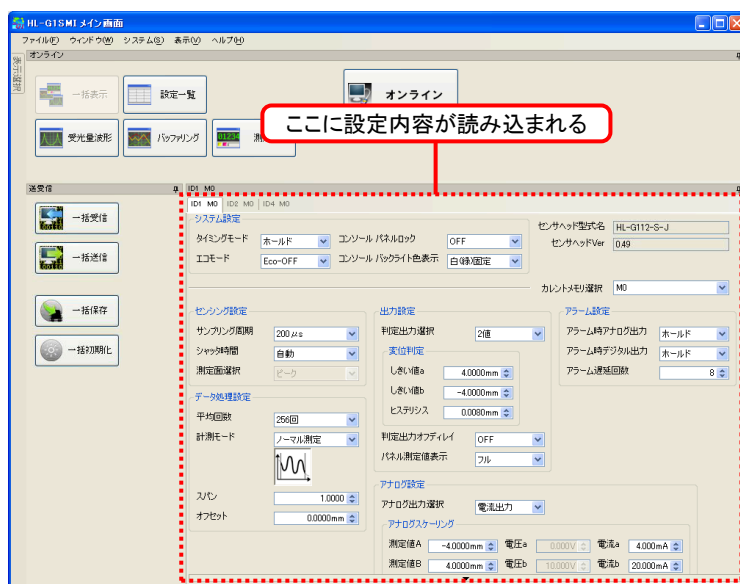 HL-G1SMI メイン画面
ファイル(F) ウィンドウ(W) システム(S) 表示(V) ヘルプ(H)
表示選択
オンライン
一括表示 設定一覧 オンライン
ここに設定内容が読み込まれる
受光量波形 バッファリング 測
送受信
ID1 M0
ID1 M0 ID2 M0 ID4 M0
一括受信
一括送信
一括保存
一括初期化
システム設定
タイミングモード ホールド コンソール パネルロック OFF
エコモード Eco-OFF コンソール バックライト色表示 白(緑)固定
センサヘッド型式名 HL-G112-S-J
センサヘッドVer 0.49
カレントメモリ選択 M0
センシング設定
サンプリング周期 200μs
シャッタ時間 自動
測定面選択 ピーク
データ処理設定
平均回数 256回
計測モード ノーマル測定
スパン 1.0000
オフセット 0.0000mm
出力設定
判定出力選択 2値
変位判定
しきい値a 4.0000mm
しきい値b -4.0000mm
ヒステリシス 0.0080mm
判定出力オフディレイ OFF
パネル測定値表示 フル
アラーム設定
アラーム時アナログ出力 ホールド
アラーム時デジタル出力 ホールド
アラーム遅延回数 8
アナログ設定
アナログ出力選択 電流出力
アナログスケーリング
測定値A -4.0000mm 電圧a 0.000V 電流a 4.000mA
測定値B 4.0000mm 電圧b 10.000V 電流b 20.000mA